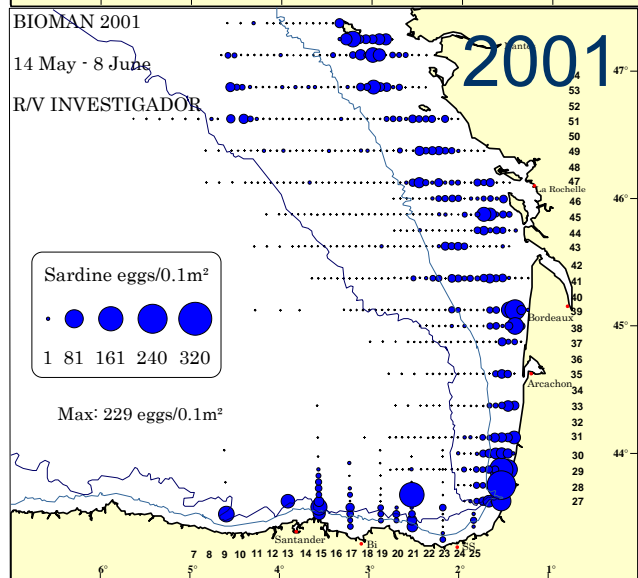 BIOMAN 2001
2001
14 May - 8 June
R/V INVESTIGADOR
Nante
47°
54
53
52
51
50
49
48
47
La Rochelle
46
46°
45
44
43
42
41
40
39
Bordeaux
38
45°
37
36
35
Arcachon
34
33
32
31
30
44°
29
28
27
Sardine eggs/0.1m²
1 81 161 240 320
Max: 229 eggs/0.1m²
Santander
Bi
SS
7 8 9 10 11 12 13 14 15 16 17 18 19 20 21 22 23 24 25
6° 5° 4° 3° 2° 1°